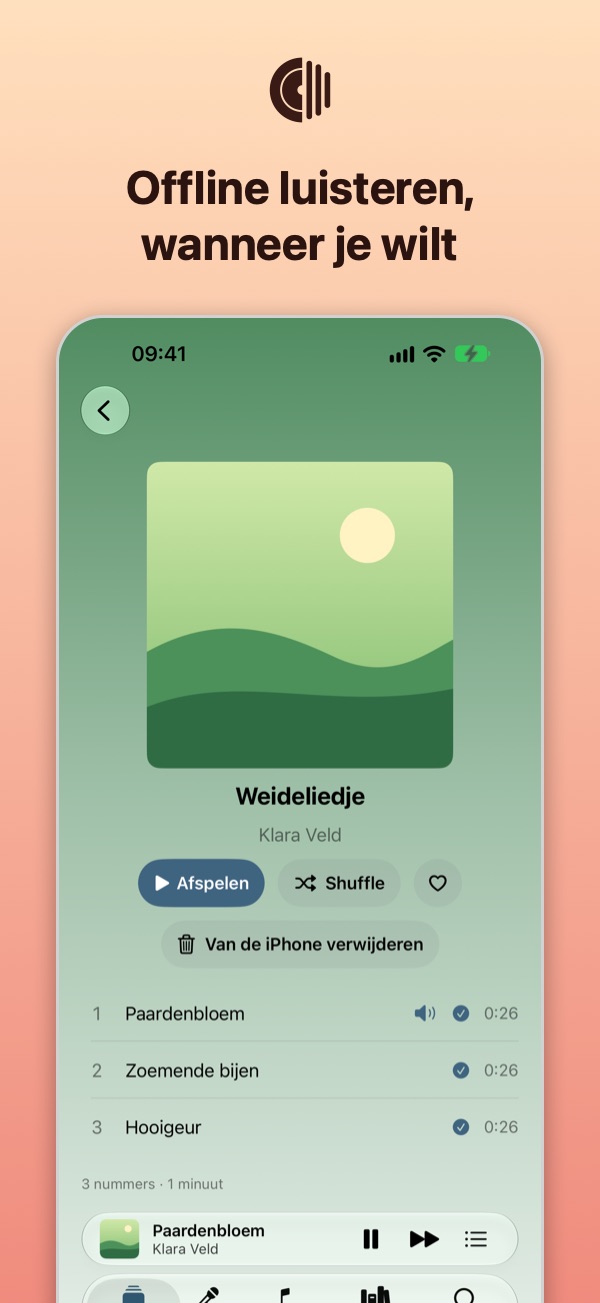 Offline luisteren,
wanneer je wilt
09:41
Weideliedje
Klara Veld
Afspelen
Shuffle
Van de iPhone verwijderen
1 Paardenbloem 0:26
2 Zoemende bijen 0:26
3 Hooigeur 0:26
3 nummers · 1 minuut
Paardenbloem
Klara Veld